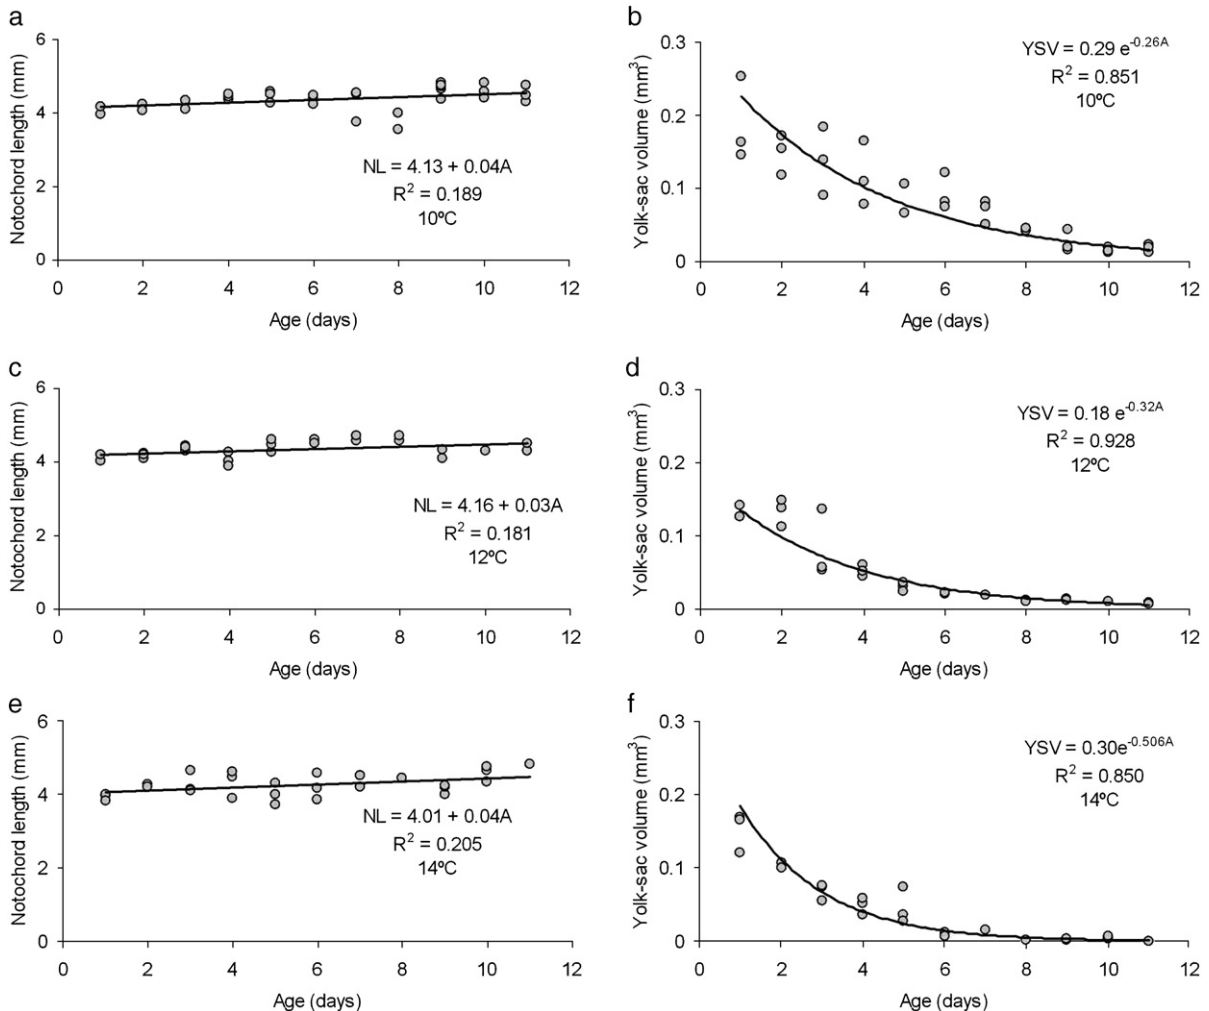 a
6
4
2
0
Notochord length (mm)
NL = 4.13 + 0.04A
R² = 0.189
10ºC
0 2 4 6 8 10 12
Age (days)
b
0.3
0.2
0.1
0
Yolk-sac volume (mm³)
YSV = 0.29 e^-0.26A
R² = 0.851
10ºC
0 2 4 6 8 10 12
Age (days)
c
6
4
2
0
Notochord length (mm)
NL = 4.16 + 0.03A
R² = 0.181
12ºC
0 2 4 6 8 10 12
Age (days)
d
0.3
0.2
0.1
0
Yolk-sac volume (mm³)
YSV = 0.18 e^-0.32A
R² = 0.928
12ºC
0 2 4 6 8 10 12
Age (days)
e
6
4
2
0
Notochord length (mm)
NL = 4.01 + 0.04A
R² = 0.205
14ºC
0 2 4 6 8 10 12
Age (days)
f
0.3
0.2
0.1
0
Yolk-sac volume (mm³)
YSV = 0.30e^-0.506A
R² = 0.850
14ºC
0 2 4 6 8 10 12
Age (days)